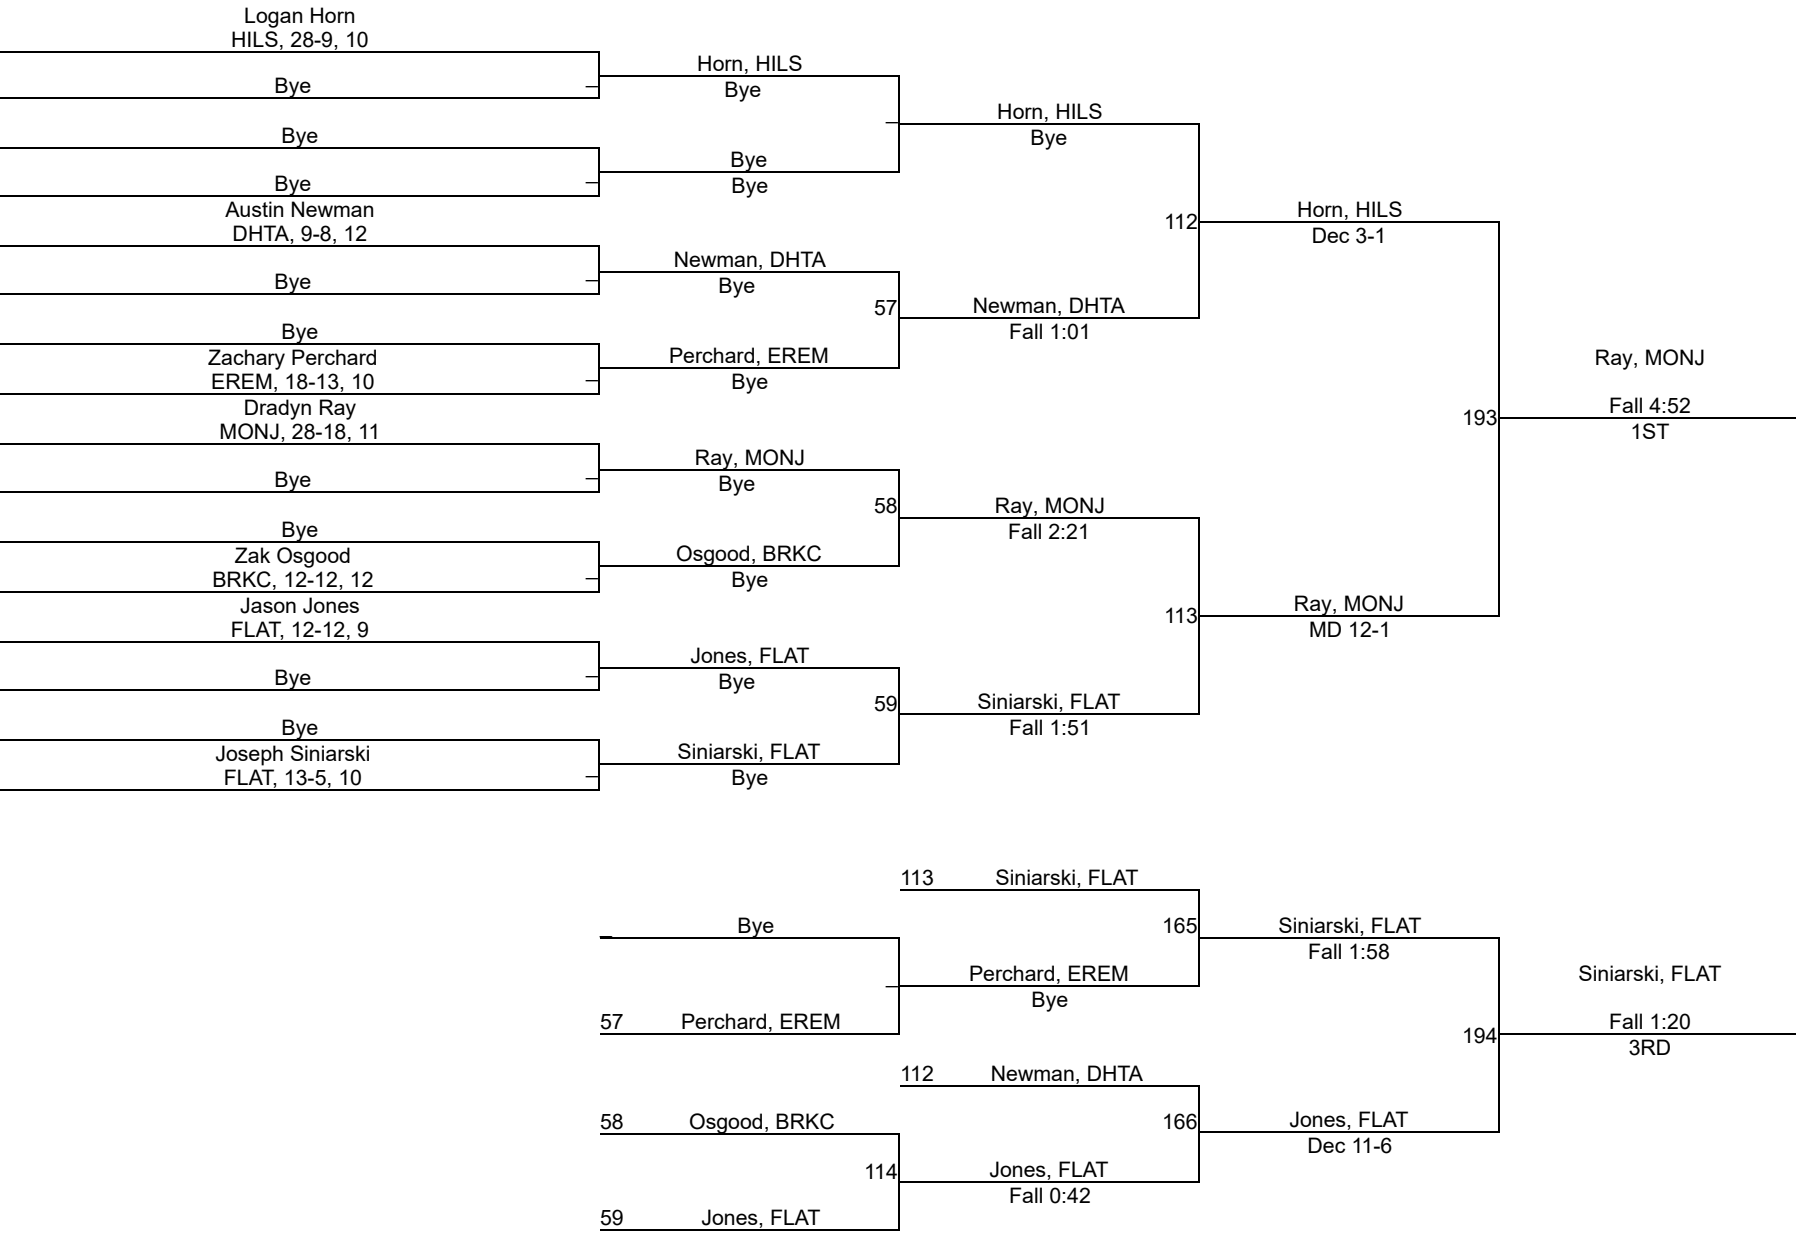 Logan Horn
HILS, 28-9, 10
Bye
Bye
Bye
Austin Newman
DHTA, 9-8, 12
Bye
Bye
Zachary Perchard
EREM, 18-13, 10
Dradyn Ray
MONJ, 28-18, 11
Bye
Bye
Zak Osgood
BRKC, 12-12, 12
Jason Jones
FLAT, 12-12, 9
Bye
Bye
Joseph Siniarski
FLAT, 13-5, 10
Horn, HILS
Bye
Bye
Bye
Newman, DHTA
Bye
57
Perchard, EREM
Bye
Ray, MONJ
Bye
58
Osgood, BRKC
Bye
Jones, FLAT
Bye
59
Siniarski, FLAT
Bye
Horn, HILS
Bye
112
Newman, DHTA
Fall 1:01
Ray, MONJ
Fall 2:21
113
Siniarski, FLAT
Fall 1:51
Horn, HILS
Dec 3-1
193
Ray, MONJ
MD 12-1
Ray, MONJ
Fall 4:52
1ST
Bye
57 Perchard, EREM
58 Osgood, BRKC
114
59 Jones, FLAT
113 Siniarski, FLAT
165
Perchard, EREM
Bye
112 Newman, DHTA
166
Jones, FLAT
Fall 0:42
Siniarski, FLAT
Fall 1:58
194
Jones, FLAT
Dec 11-6
Siniarski, FLAT
Fall 1:20
3RD